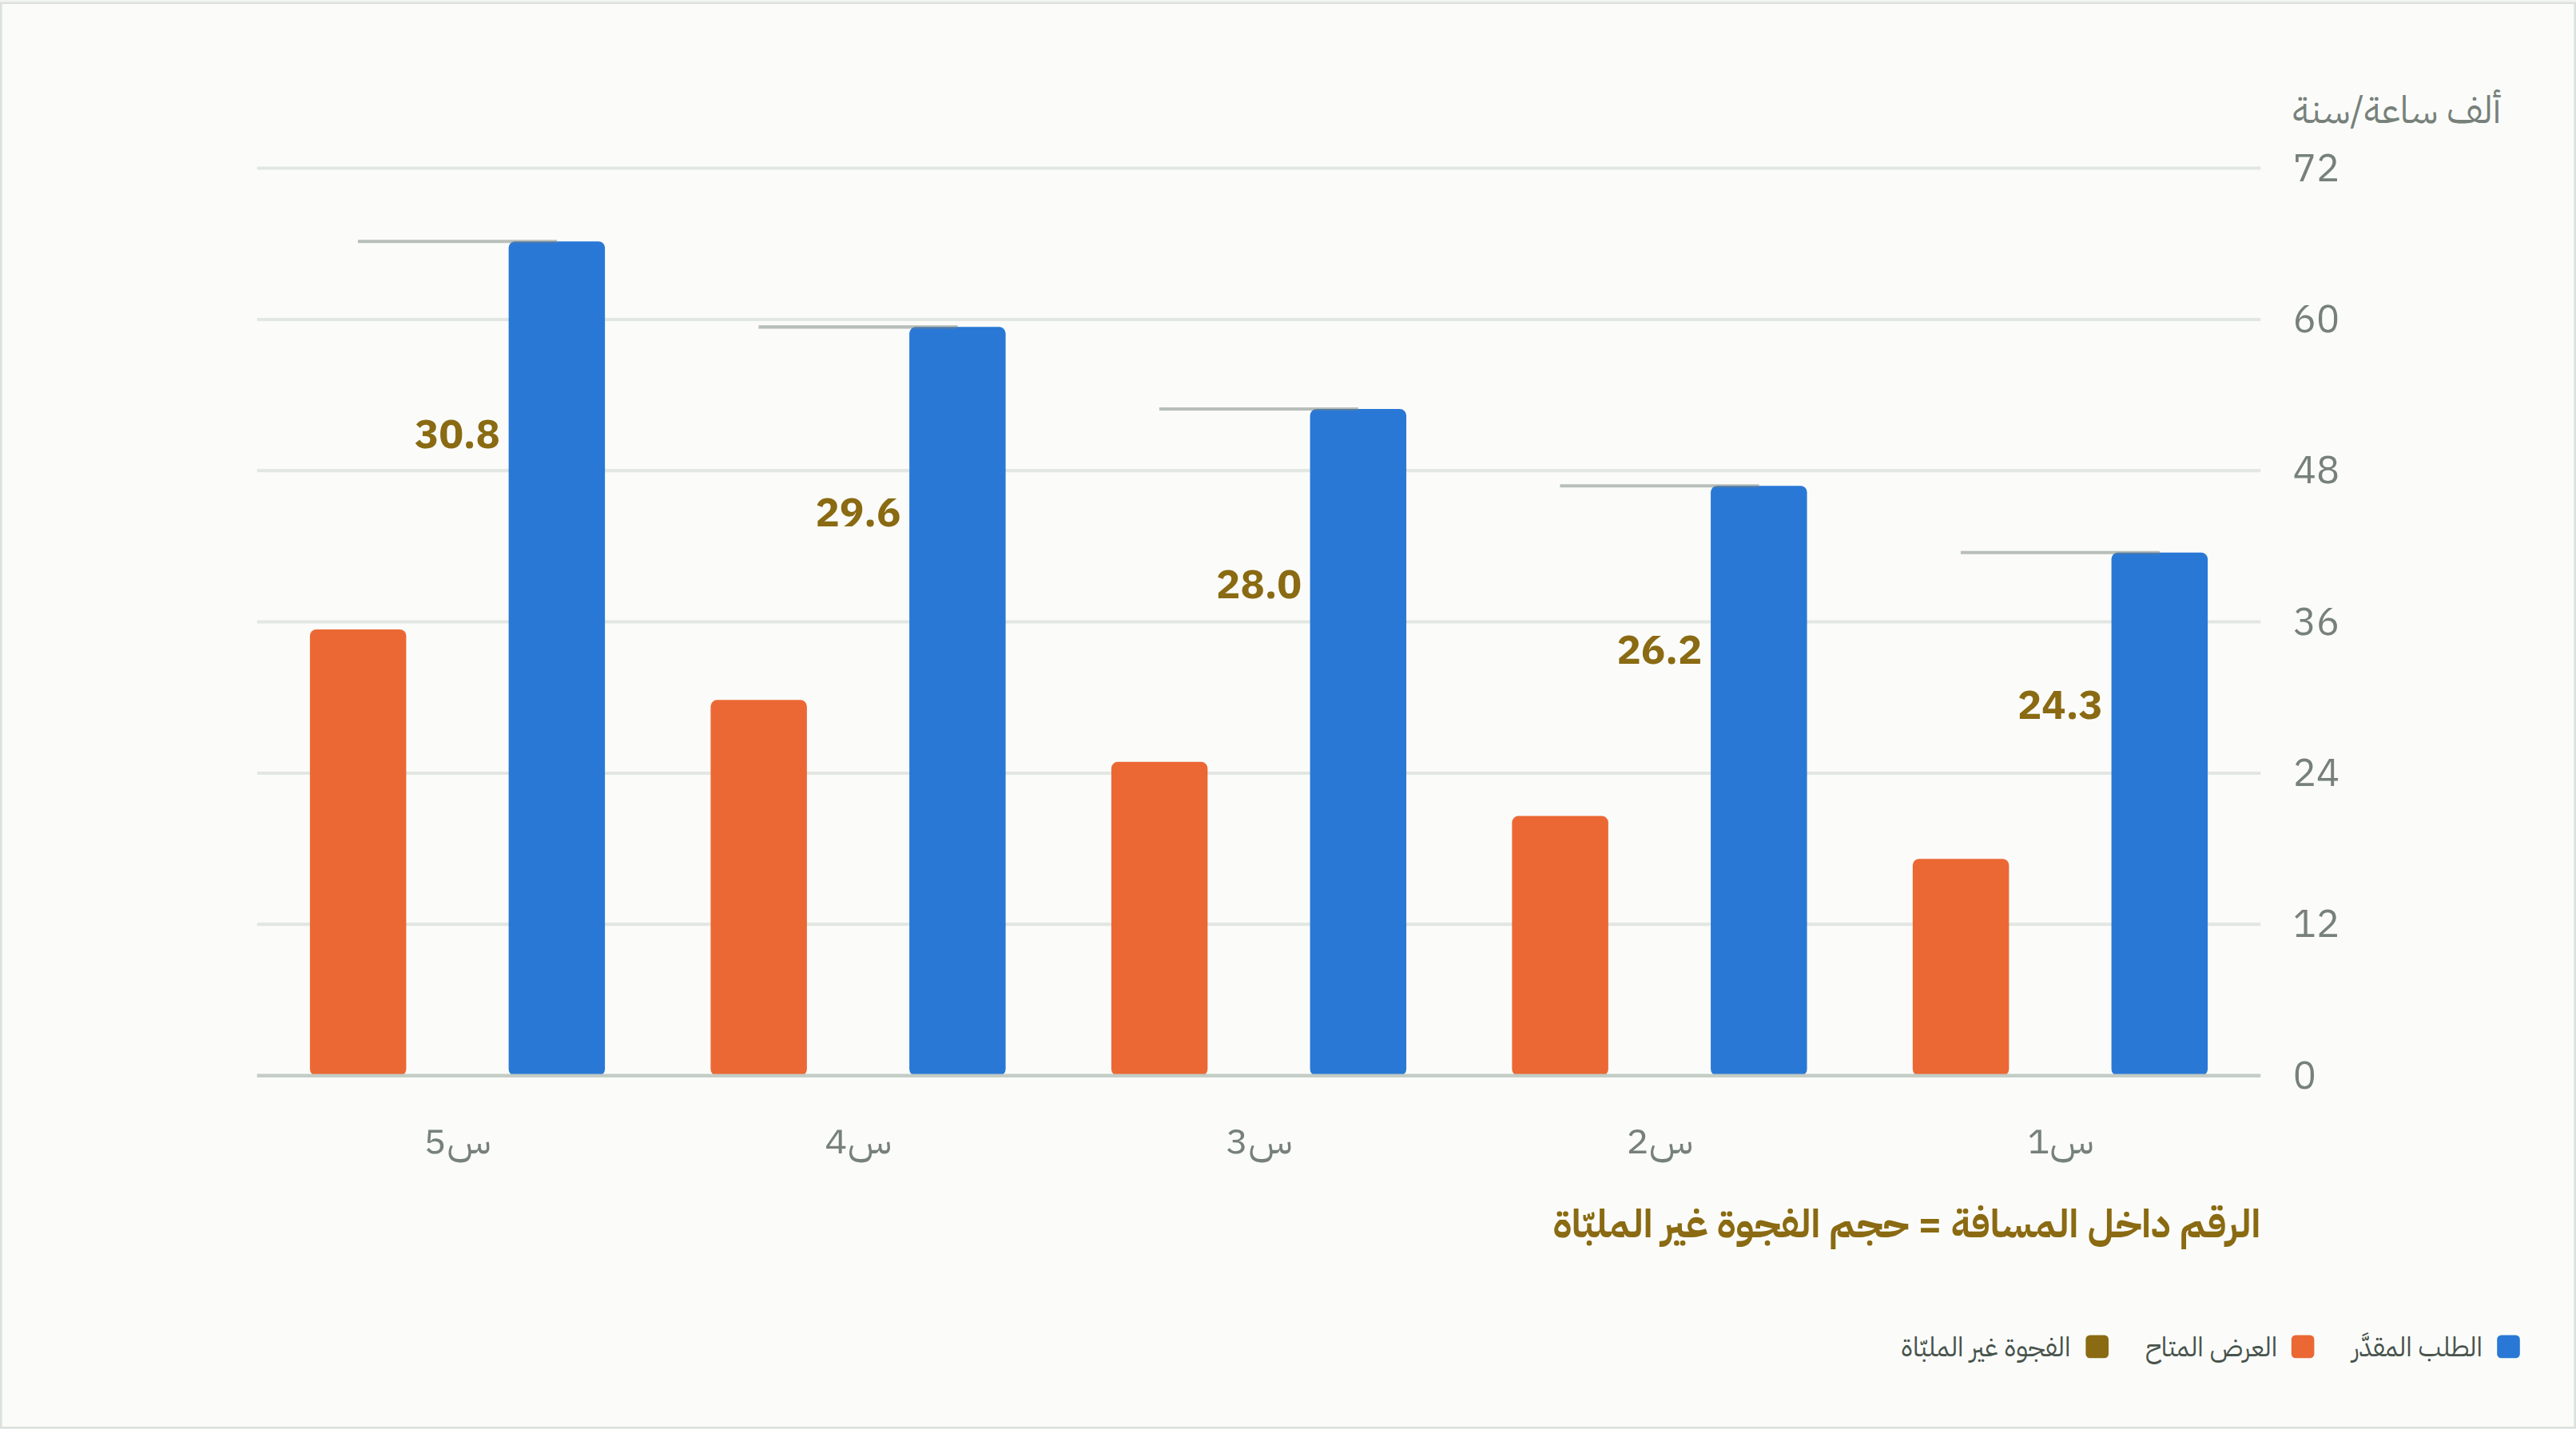 ألف ساعة/سنة
72
60
48
36
24
12
0
24.3
26.2
28.0
29.6
30.8
س1
س2
س3
س4
س5
الرقم داخل المسافة = حجم الفجوة غير الملبّاة
الطلب المقدَّر
العرض المتاح
الفجوة غير الملبّاة